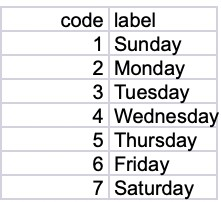 code label
1 Sunday
2 Monday
3 Tuesday
4 Wednesday
5 Thursday
6 Friday
7 Saturday